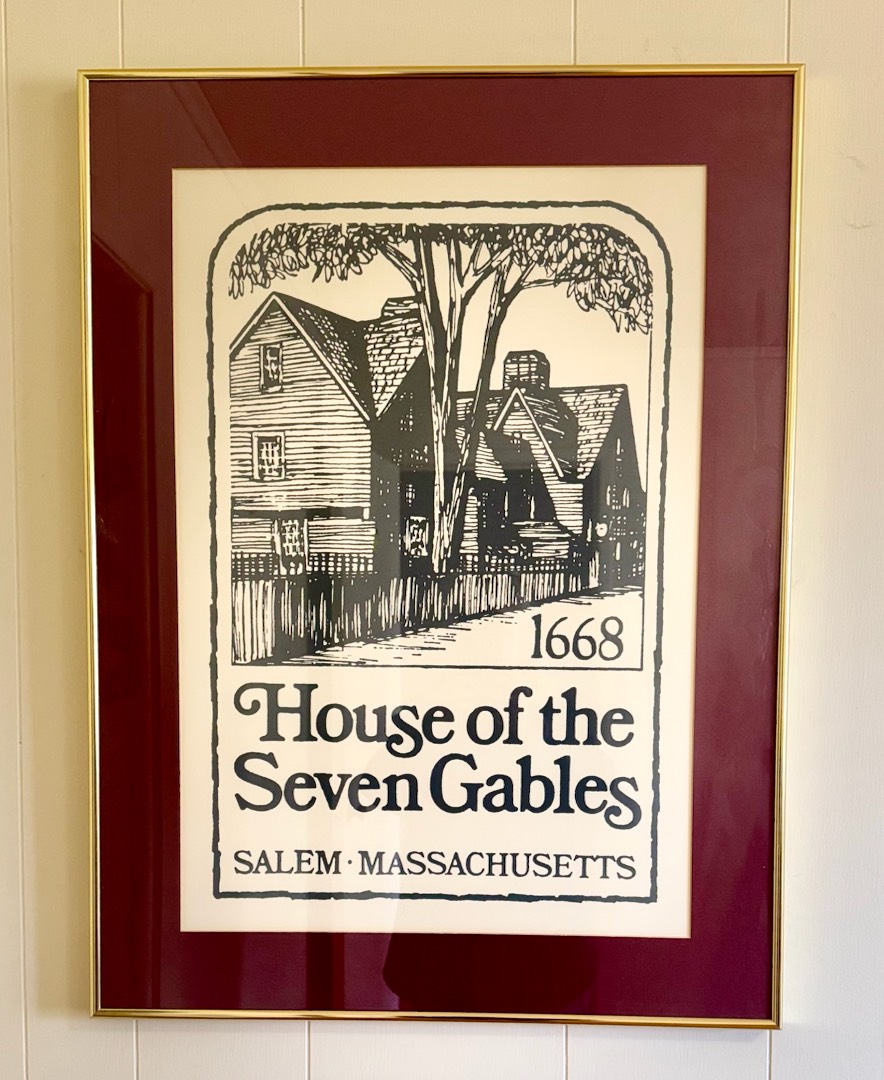 1668
House of the
Seven Gables
SALEM · MASSACHUSETTS